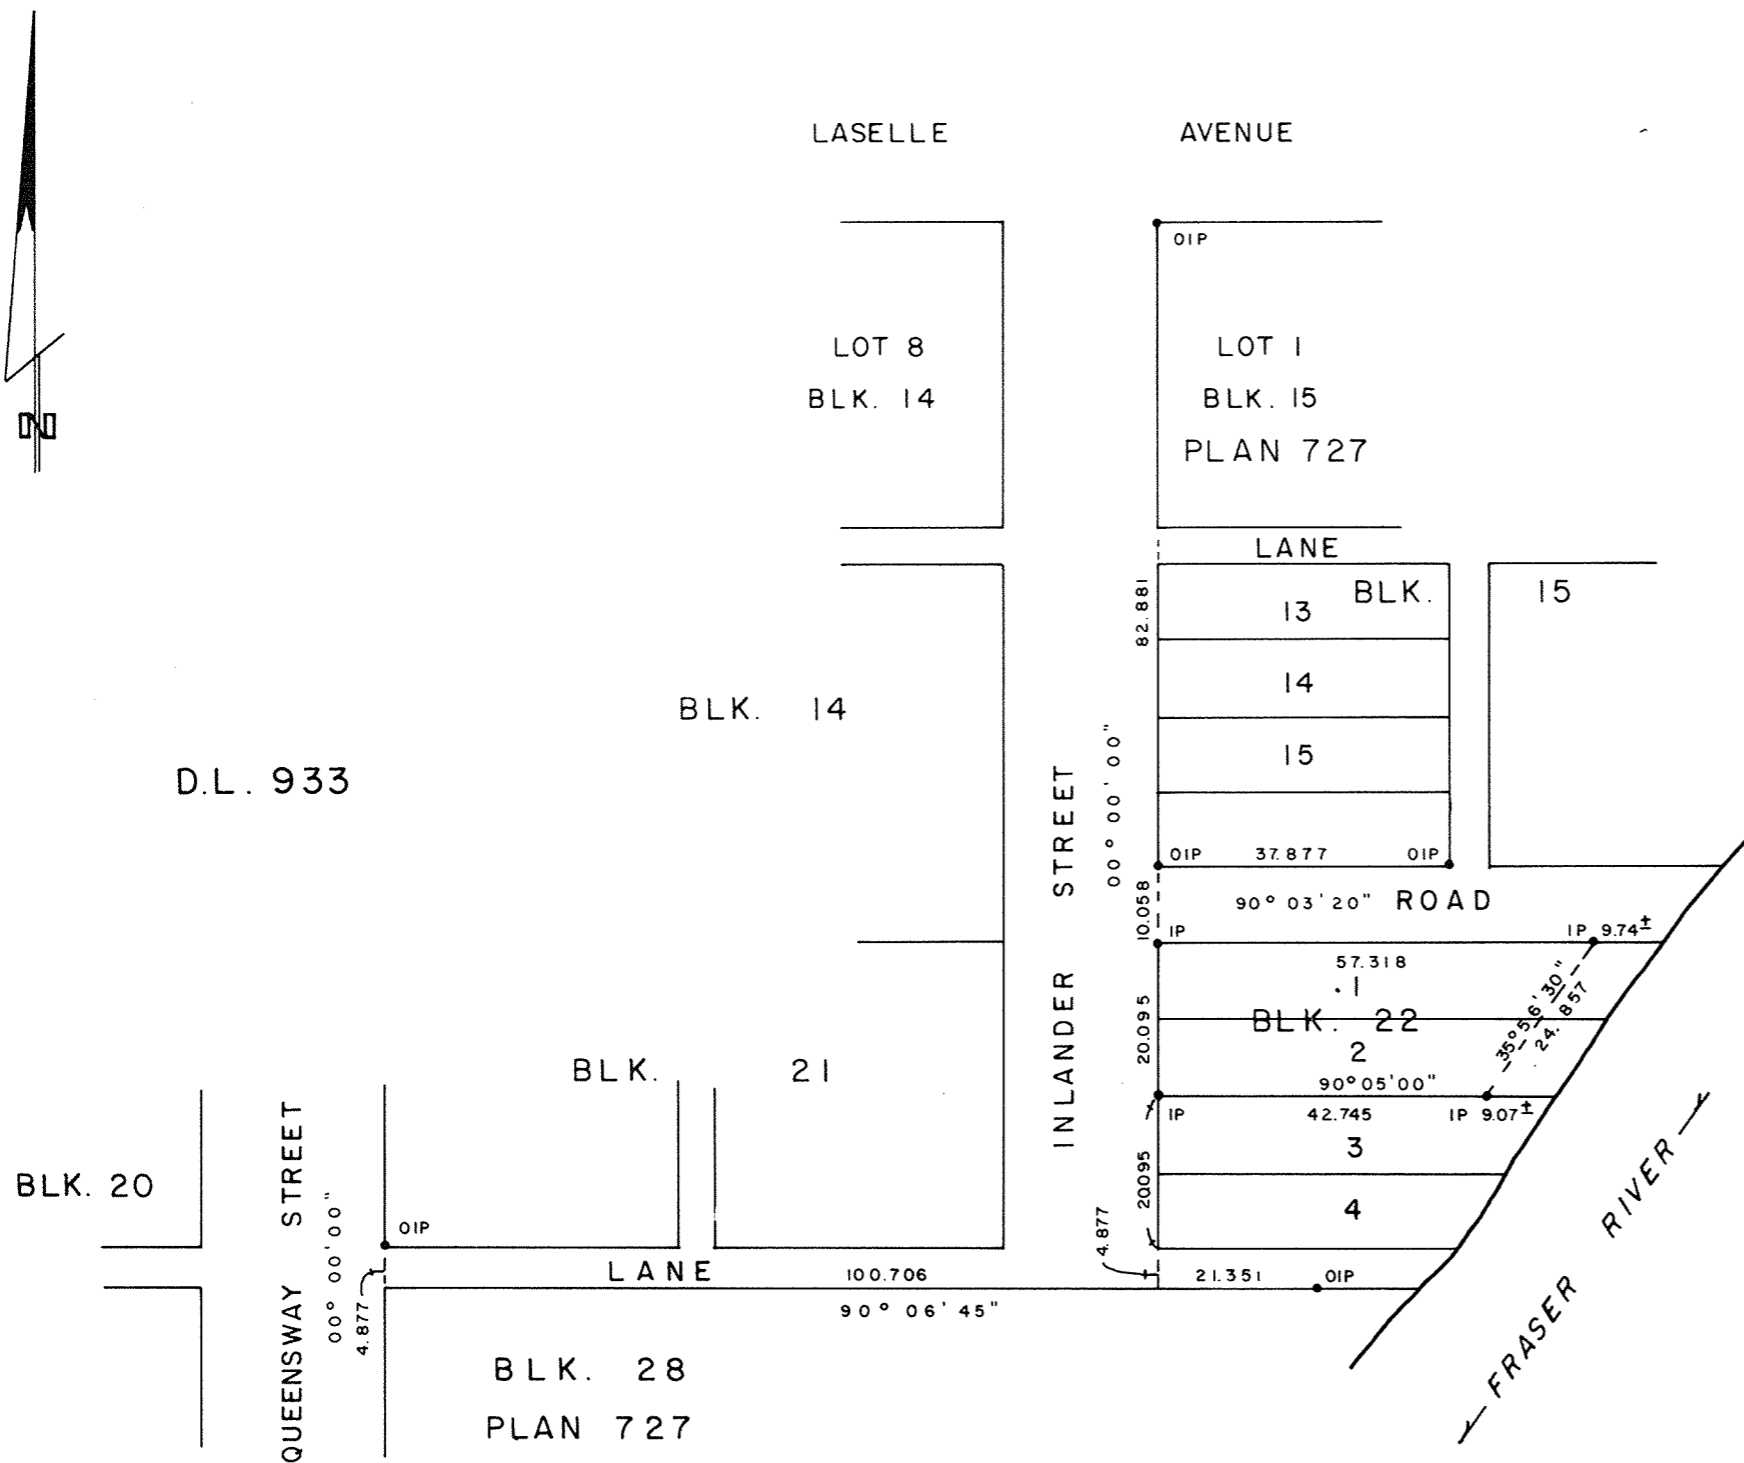 LASELLE AVENUE
OIP
LOT 8
BLK. 14
LOT 1
BLK. 15
PLAN 727
N
LANE
BLK. 15
13
82.881
14
BLK. 14
15
D.L. 933
INLANDER STREET
00° 00' 00"
OIP 37.877 OIP
10.058
90° 03' 20" ROAD
IP
IP 9.74±
57.318
1
BLK. 22
20.095
2
35° 56' 30"
24.857
90° 05' 00"
IP 42.745 IP 9.07±
3
20095
4
4.877
BLK. 21
BLK. 20
QUEENSWAY STREET
00° 00' 00"
4.877
OIP
LANE 100.706
21.351 OIP
90° 06' 45"
BLK. 28
PLAN 727
FRASER RIVER